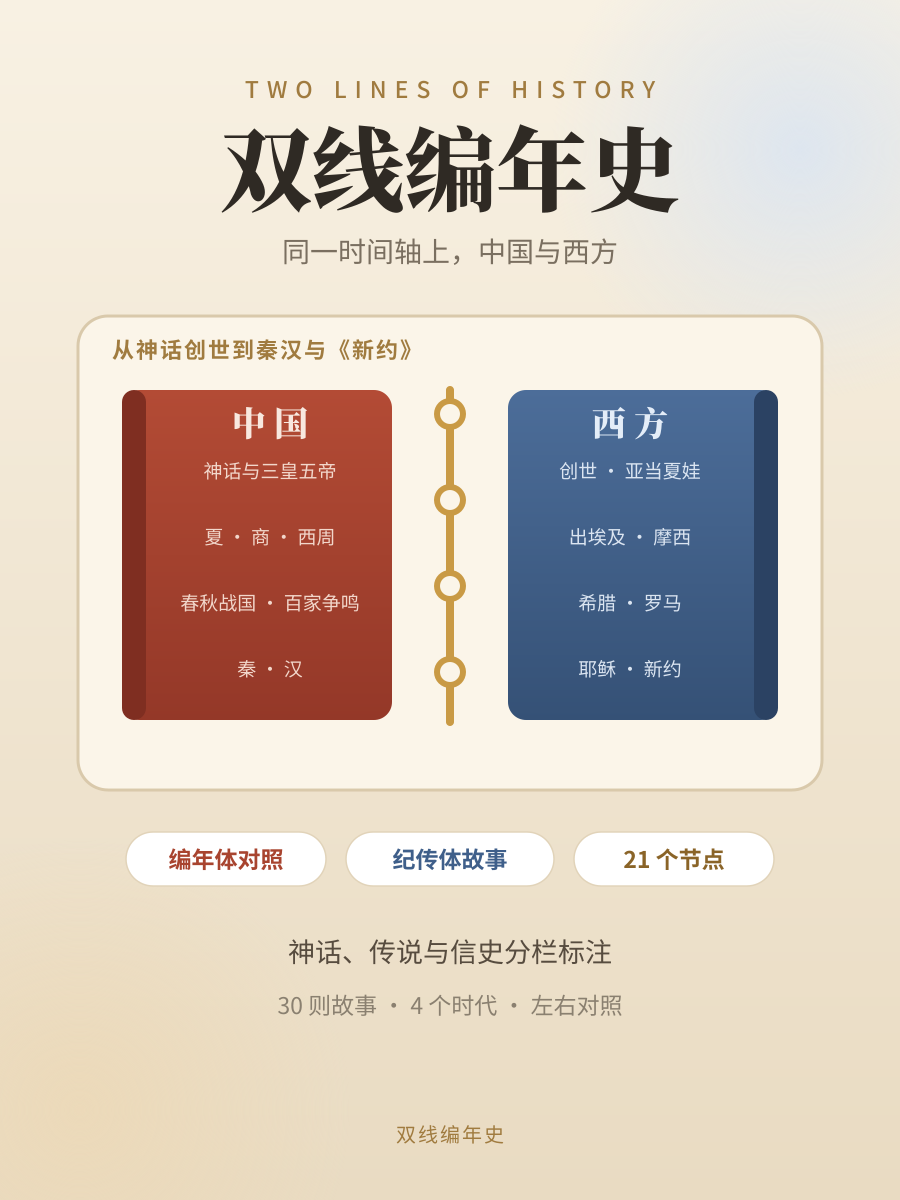 TWO LINES OF HISTORY
双线编年史
同一时间轴上，中国与西方
从神话创世到秦汉与《新约》
中国
神话与三皇五帝
夏・商・西周
春秋战国・百家争鸣
秦・汉
西方
创世・亚当夏娃
出埃及・摩西
希腊・罗马
耶稣・新约
编年体对照
纪传体故事
21 个节点
神话、传说与信史分栏标注
30 则故事・4 个时代・左右对照
双线编年史